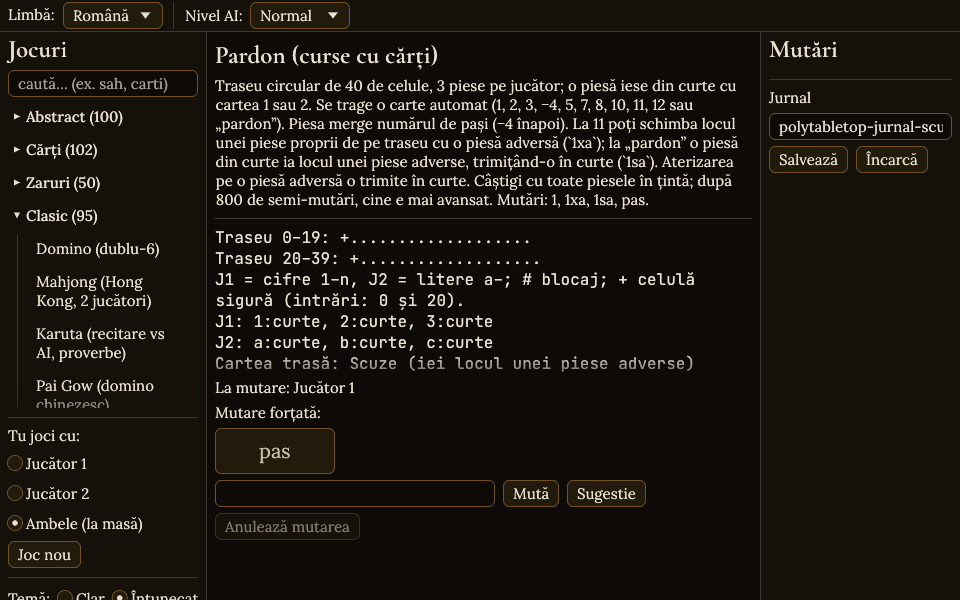 Limbă: Română ▼ Nivel AI: Normal ▼
Jocuri
caută... (ex. sah, carti)
▸ Abstract (100)
▸ Cărți (102)
▸ Zaruri (50)
▾ Clasic (95)
Domino (dublu-6)
Mahjong (Hong
Kong, 2 jucători)
Karuta (recitare vs
AI, proverbe)
Pai Gow (domino
chinezesc)
Tu joci cu:
Jucător 1
Jucător 2
Ambele (la masă)
Joc nou
Temă: Clar Întunecat
Pardon (curse cu cărți)
Traseu circular de 40 de celule, 3 piese pe jucător; o piesă iese din curte cu
cartea 1 sau 2. Se trage o carte automat (1, 2, 3, −4, 5, 7, 8, 10, 11, 12 sau
„pardon”). Piesa merge numărul de pași (−4 înapoi). La 11 poți schimba locul
unei piese proprii de pe traseu cu o piesă adversă (`1xa`); la „pardon” o piesă
din curte ia locul unei piese adverse, trimițând-o în curte (`1sa`). Aterizarea
pe o piesă adversă o trimite în curte. Câștigi cu toate piesele în țintă; după
800 de semi-mutări, cine e mai avansat. Mutări: 1, 1xa, 1sa, pas.
Traseu 0–19: +...................
Traseu 20–39: +...................
J1 = cifre 1–n, J2 = litere a–; # blocaj; + celulă
sigură (intrări: 0 și 20).
J1: 1:curte, 2:curte, 3:curte
J2: a:curte, b:curte, c:curte
Cartea trasă: Scuze (iei locul unei piese adverse)
La mutare: Jucător 1
Mutare forțată:
pas
Mută Sugestie
Anulează mutarea
Mutări
Jurnal
polytabletop-jurnal-scu
Salvează Încarcă